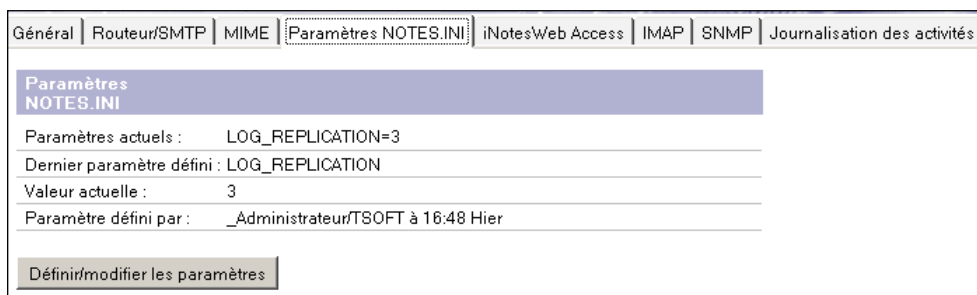 Général | Routeur/SMTP | MIME | Paramètres NOTES.INI | iNotesWeb Access | IMAP | SNMP | Journalisation des activités
Paramètres
NOTES.INI
Paramètres actuels : LOG_REPLICATION=3
Dernier paramètre défini : LOG_REPLICATION
Valeur actuelle : 3
Paramètre défini par : _Administrateur/TSOFT à 16:48 Hier
Définir/modifier les paramètres